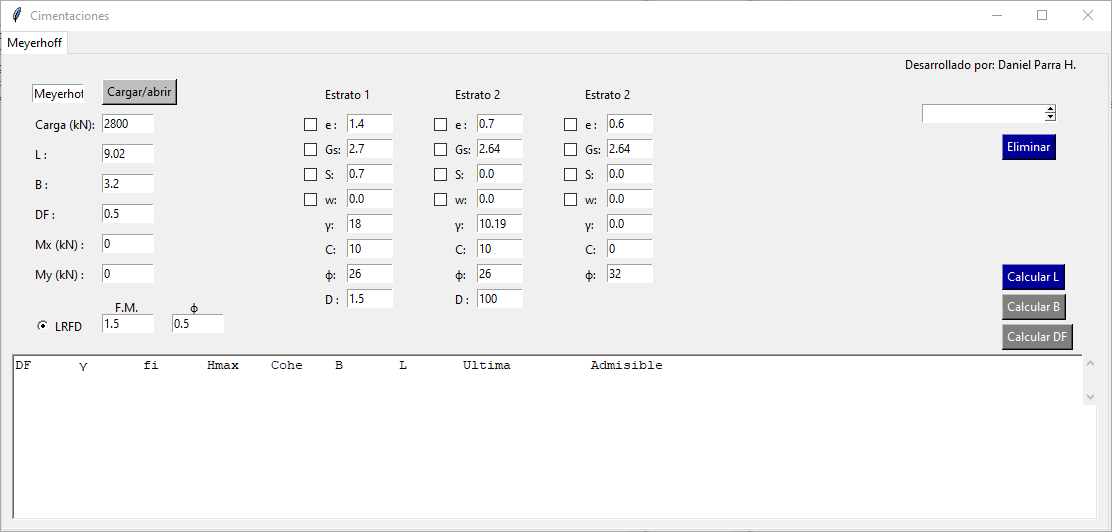 Cimentaciones
Meyerhoff
Desarrollado por: Daniel Parra H.
Meyerhof Cargar/abrir Estrato 1 Estrato 2 Estrato 2
Carga (kN): 2800 e : 1.4 e : 0.7 e : 0.6
L : 9.02 Gs: 2.7 Gs: 2.64 Gs: 2.64
Eliminar
S: 0.7 S: 0.0 S: 0.0
B : 3.2 w: 0.0 w: 0.0 w: 0.0
DF : 0.5 γ: 18 γ: 10.19 γ: 0.0
Mx (kN) : 0 C: 10 C: 10 C: 0
My (kN) : 0 ϕ: 26 ϕ: 26 ϕ: 32 Calcular L
D : 1.5 D : 100
F.M. ϕ Calcular B
LRFD 1.5 0.5 Calcular DF
DF γ fi Hmax Cohe B L Ultima Admisible